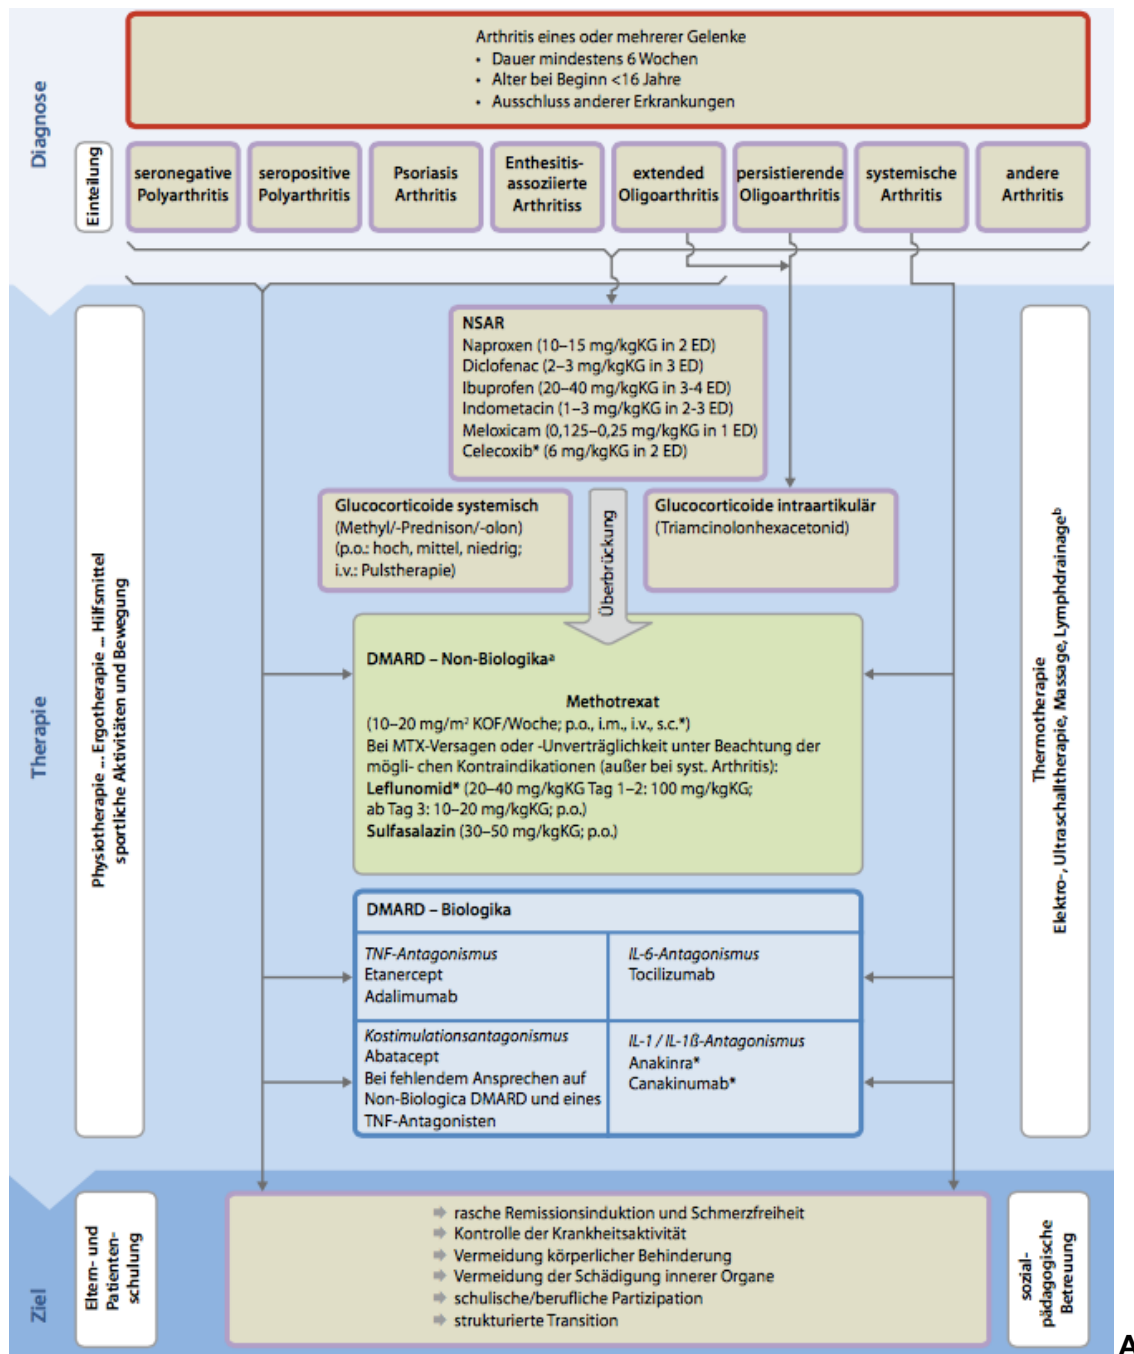 Diagnose
Arthritis eines oder mehrerer Gelenke
• Dauer mindestens 6 Wochen
• Alter bei Beginn <16 Jahre
• Ausschluss anderer Erkrankungen
Einteilung
seronegative
Polyarthritis
seropositive
Polyarthritis
Psoriasis
Arthritis
Enthesitis-
assoziierte
Arthritiss
extended
Oligoarthritis
persistierende
Oligoarthritis
systemische
Arthritis
andere
Arthritis
Therapie
Physiotherapie ... Ergotherapie ... Hilfsmittel
sportliche Aktivitäten und Bewegung
NSAR
Naproxen (10–15 mg/kgKG in 2 ED)
Diclofenac (2–3 mg/kgKG in 3 ED)
Ibuprofen (20–40 mg/kgKG in 3-4 ED)
Indometacin (1–3 mg/kgKG in 2-3 ED)
Meloxicam (0,125–0,25 mg/kgKG in 1 ED)
Celecoxib* (6 mg/kgKG in 2 ED)
Glucocorticoide systemisch
(Methyl/-Prednison/-olon)
(p.o.: hoch, mittel, niedrig;
i.v.: Pulstherapie)
Überbrückung
Glucocorticoide intraartikulär
(Triamcinolonhexacetonid)
DMARD – Non-Biologikaᵃ
Methotrexat
(10–20 mg/m² KOF/Woche; p.o., i.m., i.v., s.c.*)
Bei MTX-Versagen oder -Unverträglichkeit unter Beachtung der
mögli- chen Kontraindikationen (außer bei syst. Arthritis):
Leflunomid* (20–40 mg/kgKG Tag 1–2: 100 mg/kgKG;
ab Tag 3: 10–20 mg/kgKG; p.o.)
Sulfasalazin (30–50 mg/kgKG; p.o.)
DMARD – Biologika
TNF-Antagonismus
Etanercept
Adalimumab
IL-6-Antagonismus
Tocilizumab
Kostimulationsantagonismus
Abatacept
Bei fehlendem Ansprechen auf
Non-Biologica DMARD und eines
TNF-Antagonisten
IL-1 / IL-1ß-Antagonismus
Anakinra*
Canakinumab*
Thermotherapie
Elektro-, Ultraschalltherapie, Massage, Lymphdrainageᵇ
Ziel
Eltern- und
Patienten-
schulung
⇨ rasche Remissionsinduktion und Schmerzfreiheit
⇨ Kontrolle der Krankheitsaktivität
⇨ Vermeidung körperlicher Behinderung
⇨ Vermeidung der Schädigung innerer Organe
⇨ schulische/berufliche Partizipation
⇨ strukturierte Transition
sozial-
pädagogische
Betreuung
A